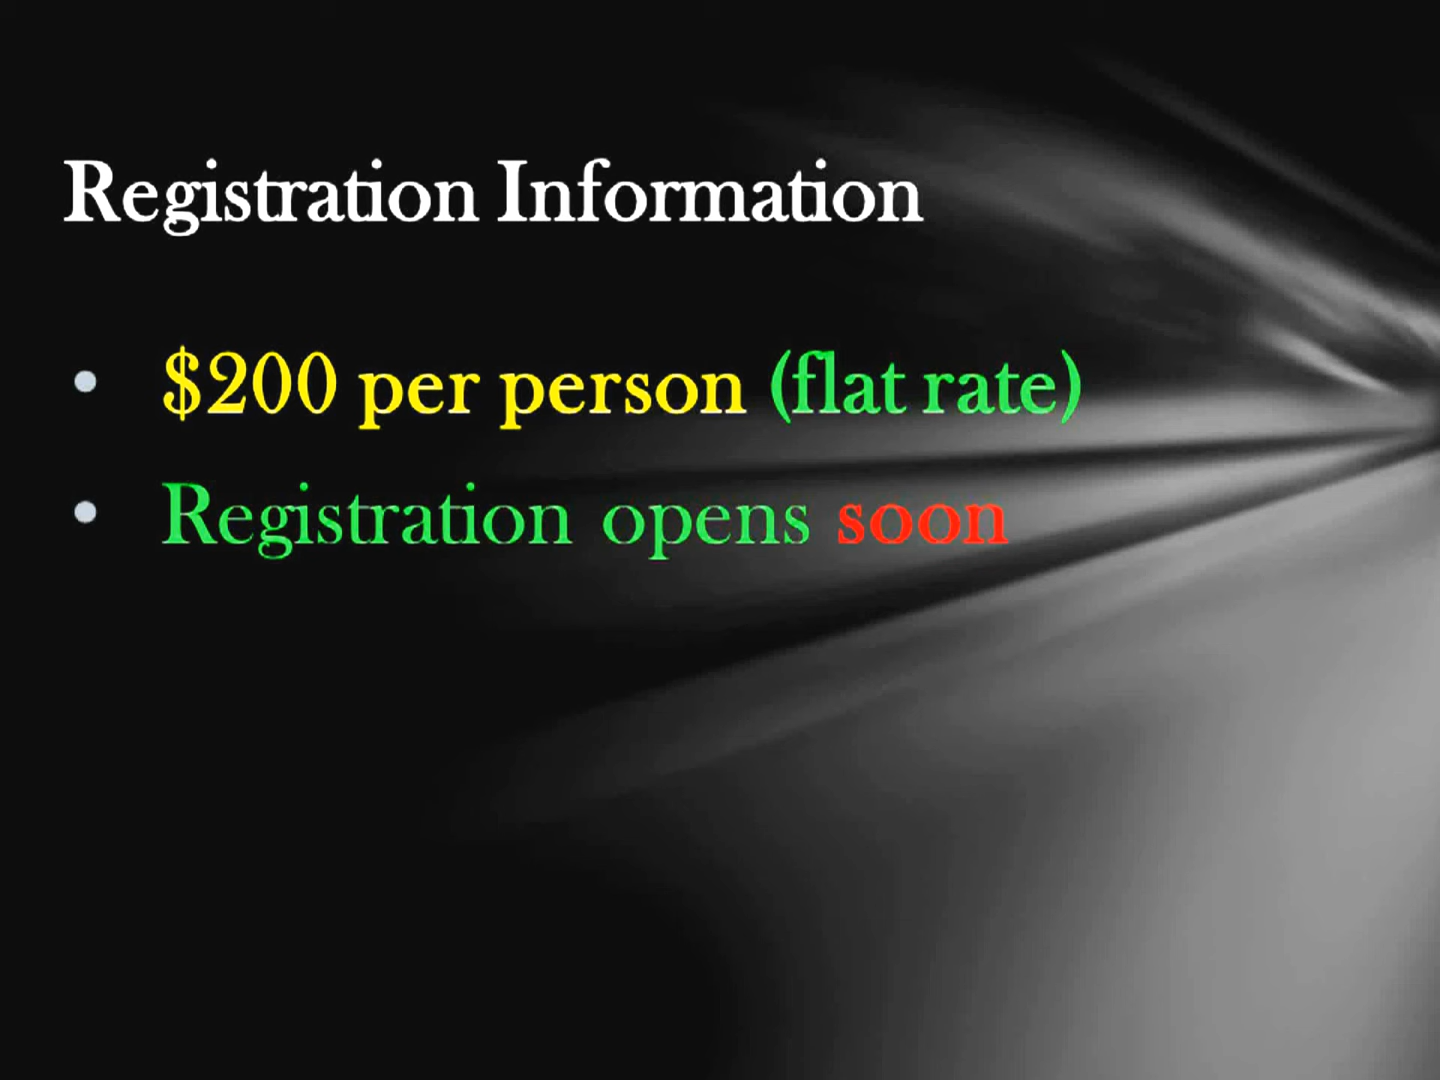 Registration Information
• $200 per person (flat rate)
• Registration opens soon